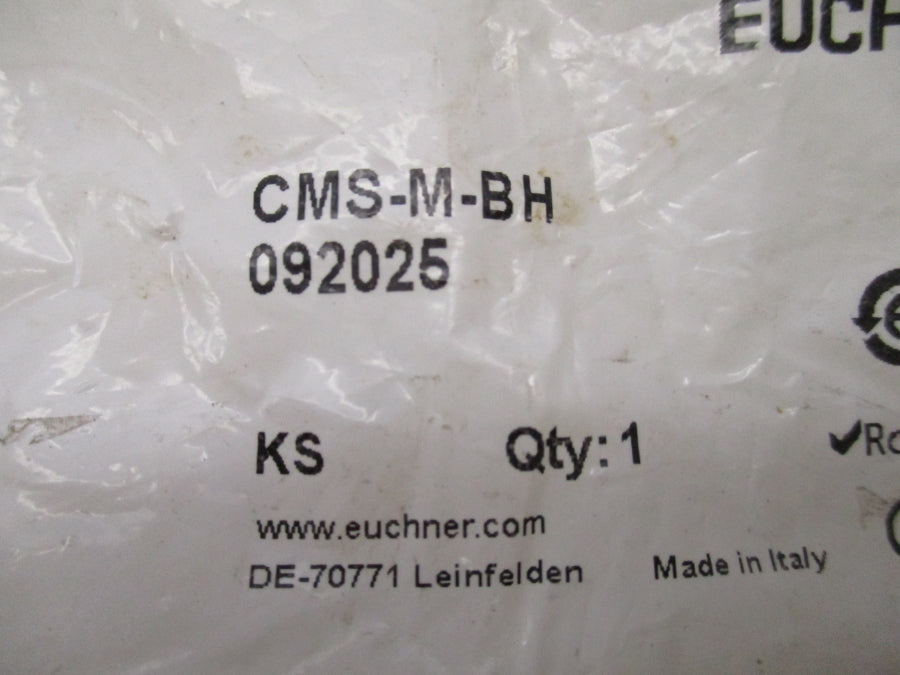 EUCH
CMS-M-BH
092025
KS Qty: 1
www.euchner.com
DE-70771 Leinfelden Made in Italy